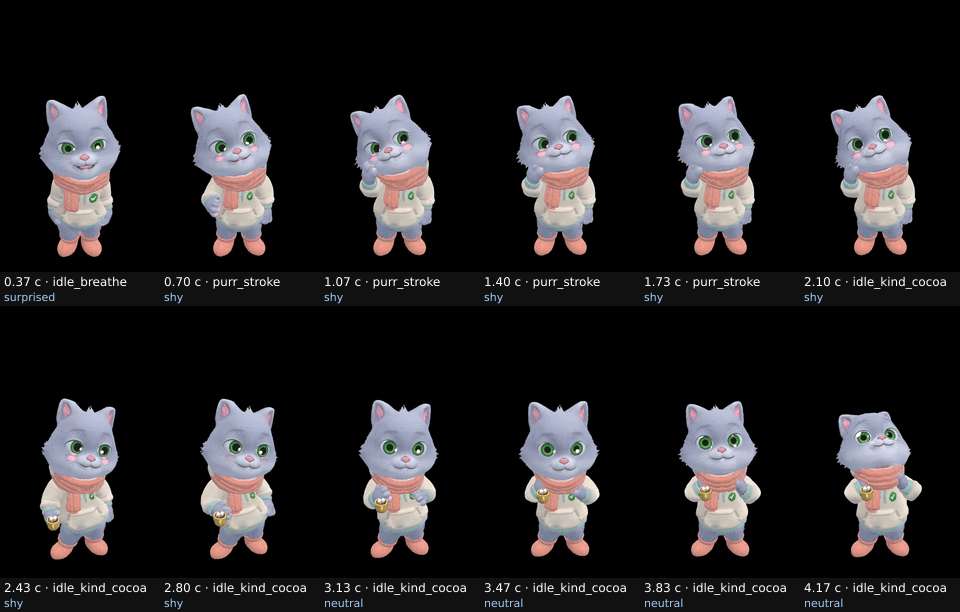 0.37 с · idle_breathe
surprised
0.70 с · purr_stroke
shy
1.07 с · purr_stroke
shy
1.40 с · purr_stroke
shy
1.73 с · purr_stroke
shy
2.10 с · idle_kind_cocoa
shy
2.43 с · idle_kind_cocoa
shy
2.80 с · idle_kind_cocoa
shy
3.13 с · idle_kind_cocoa
neutral
3.47 с · idle_kind_cocoa
neutral
3.83 с · idle_kind_cocoa
neutral
4.17 с · idle_kind_cocoa
neutral